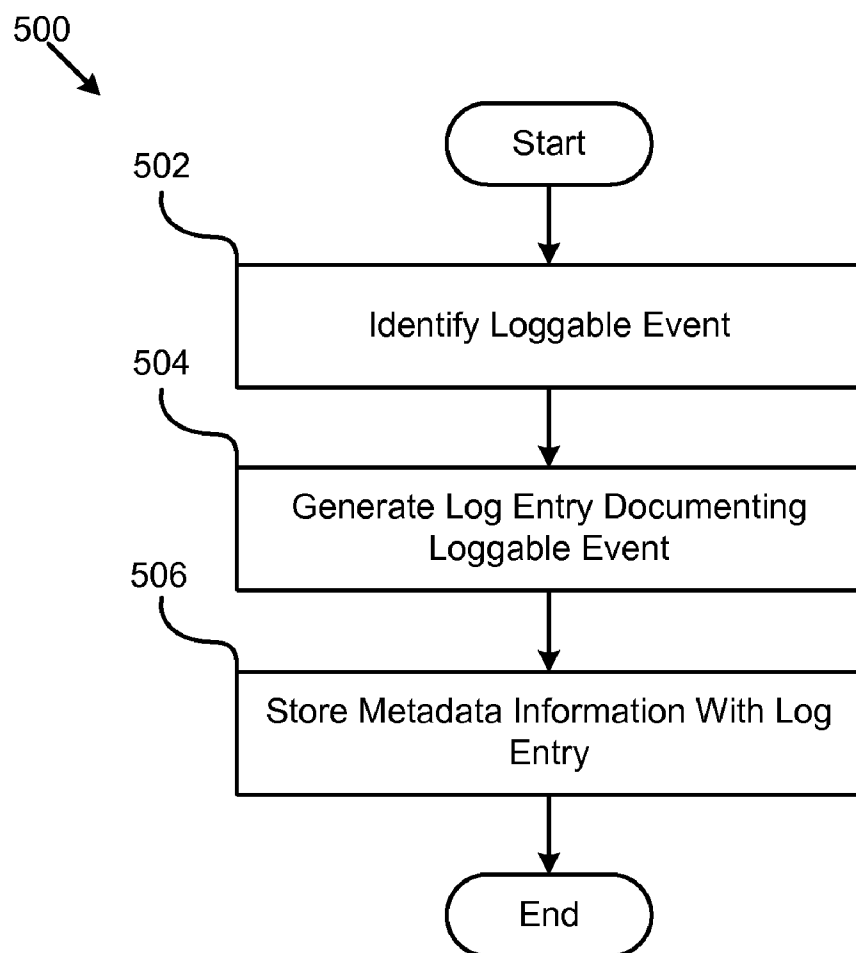 500
Start
502
Identify Loggable Event
504
Generate Log Entry Documenting
Loggable Event
506
Store Metadata Information With Log
Entry
End